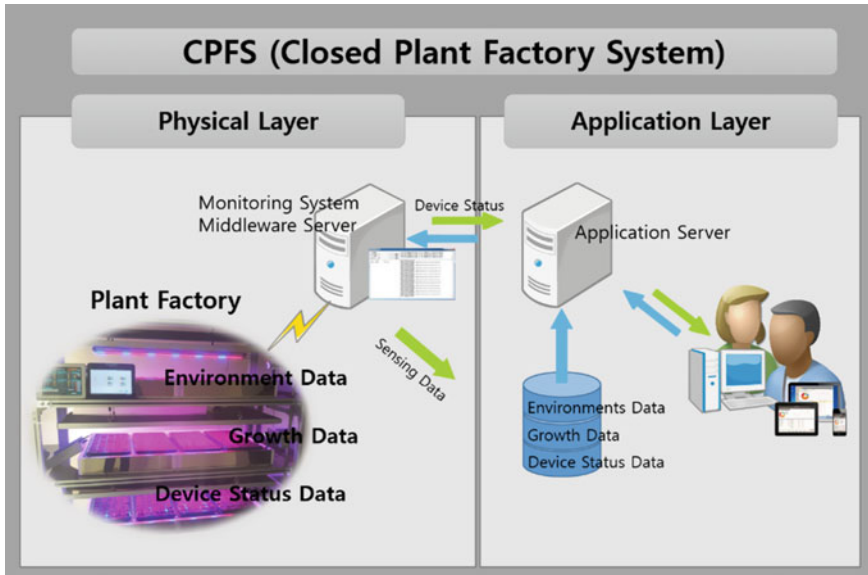 CPFS (Closed Plant Factory System)
Physical Layer
Application Layer
Monitoring System
Middleware Server
Device Status
Application Server
Plant Factory
Environment Data
Growth Data
Device Status Data
Sensing Data
Environments Data
Growth Data
Device Status Data